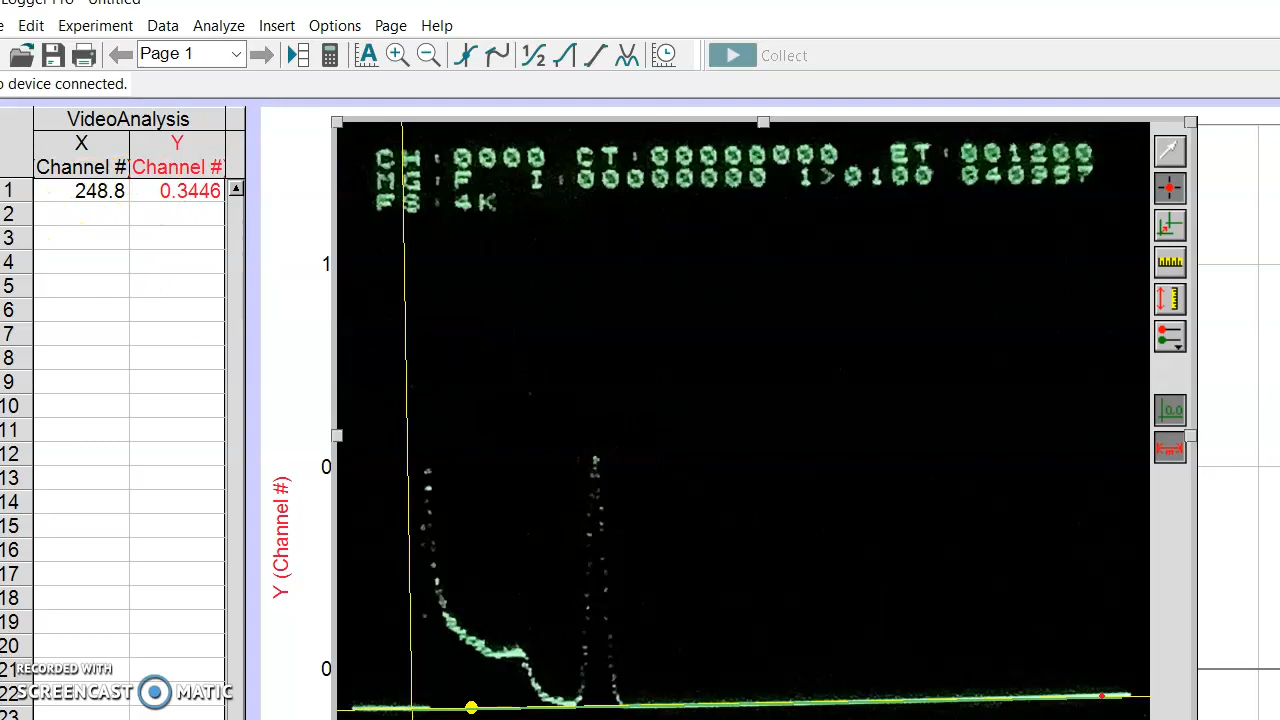 Logger Pro - Untitled
Edit Experiment Data Analyze Insert Options Page Help
Page 1
Collect
device connected.
VideoAnalysis
X Y
Channel # Channel #
1 248.8 0.3446
2
3
4
5
6
7
8
9
10
11
12
13
14
15
16
17
18
19
20
21
22
23
CH: 0000 CT: 00000000 ET: 001200
MG: F I: 00000000 1> 0100 040957
FS: 4K
1
0
0
Y (Channel #)
0.0
RECORDED WITH
SCREENCAST MATIC